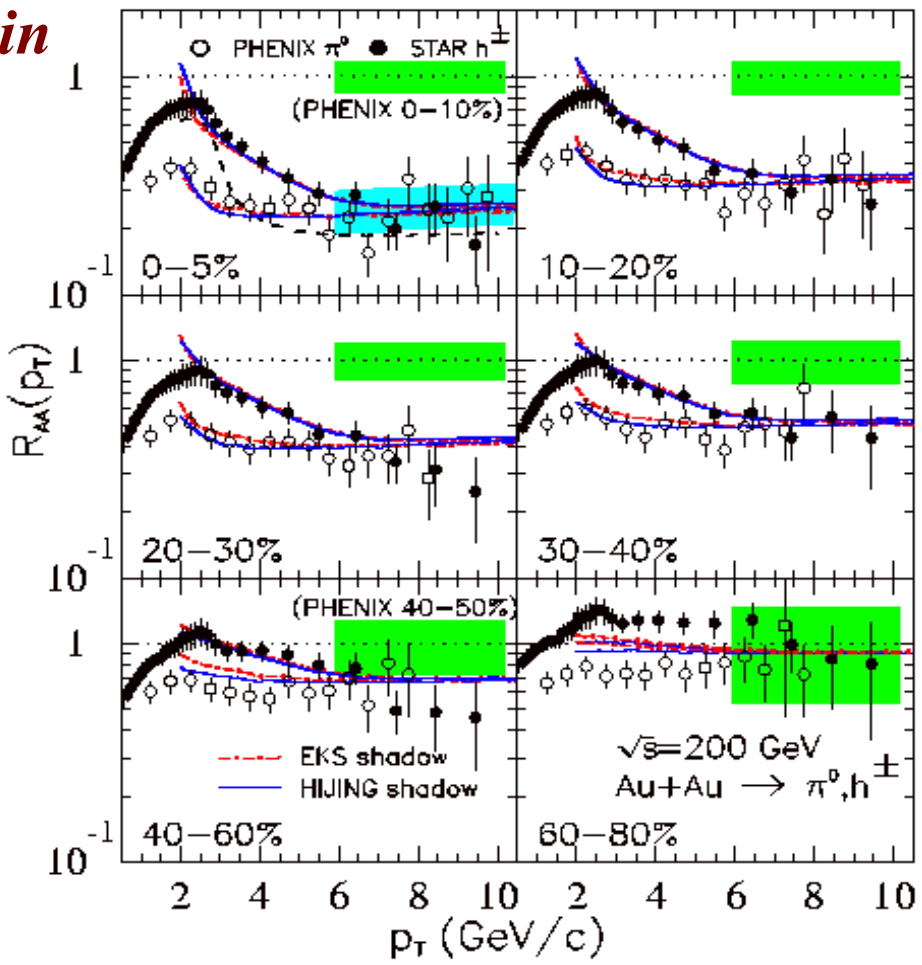 in
PHENIX π⁰ STAR h±
(PHENIX 0−10%)
1
10⁻¹
0−5%
10−20%
R_AA(p_T)
1
10⁻¹
20−30%
30−40%
(PHENIX 40−50%)
1
10⁻¹
EKS shadow
HIJING shadow
40−60%
√s=200 GeV
Au+Au → π⁰,h±
60−80%
2 4 6 8 10 2 4 6 8 10
p_T (GeV/c)